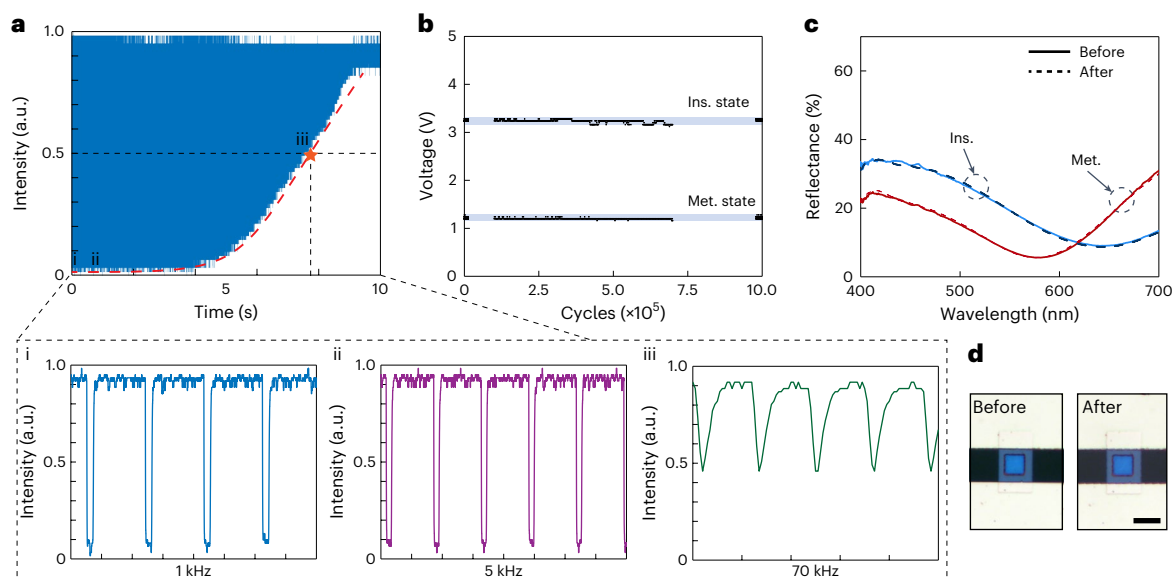 a
Intensity (a.u.)
1.0
0.5
0
i
ii
iii
0
5
10
Time (s)
b
Voltage (V)
5
4
3
2
1
0
Ins. state
Met. state
0
2.5
5.0
7.5
10.0
Cycles (×10⁵)
c
Reflectance (%)
60
40
20
0
Before
After
Ins.
Met.
400
500
600
700
Wavelength (nm)
i
Intensity (a.u.)
1.0
0.5
0
1 kHz
ii
Intensity (a.u.)
1.0
0.5
0
5 kHz
iii
Intensity (a.u.)
1.0
0.5
0
70 kHz
d
Before
After